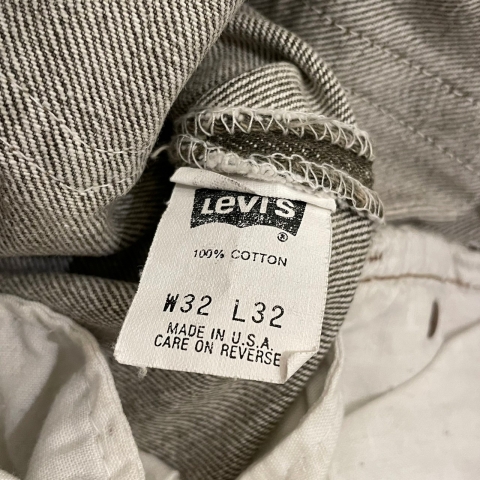 Levi's
®
100% COTTON
W32 L32
MADE IN U.S.A.
CARE ON REVERSE